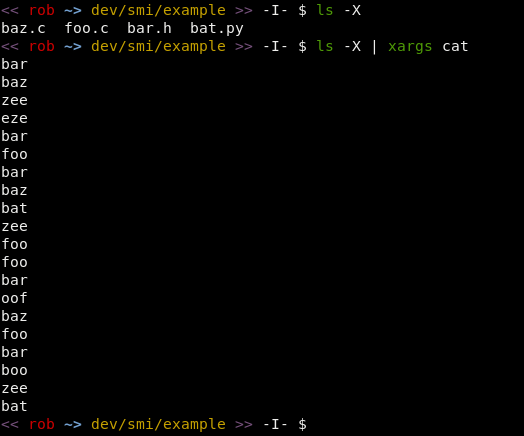 << rob ~> dev/smi/example >> -I- $ ls -X
baz.c  foo.c  bar.h  bat.py
<< rob ~> dev/smi/example >> -I- $ ls -X | xargs cat
bar
baz
zee
eze
bar
foo
bar
baz
bat
zee
foo
foo
bar
oof
baz
foo
bar
boo
zee
bat
<< rob ~> dev/smi/example >> -I- $